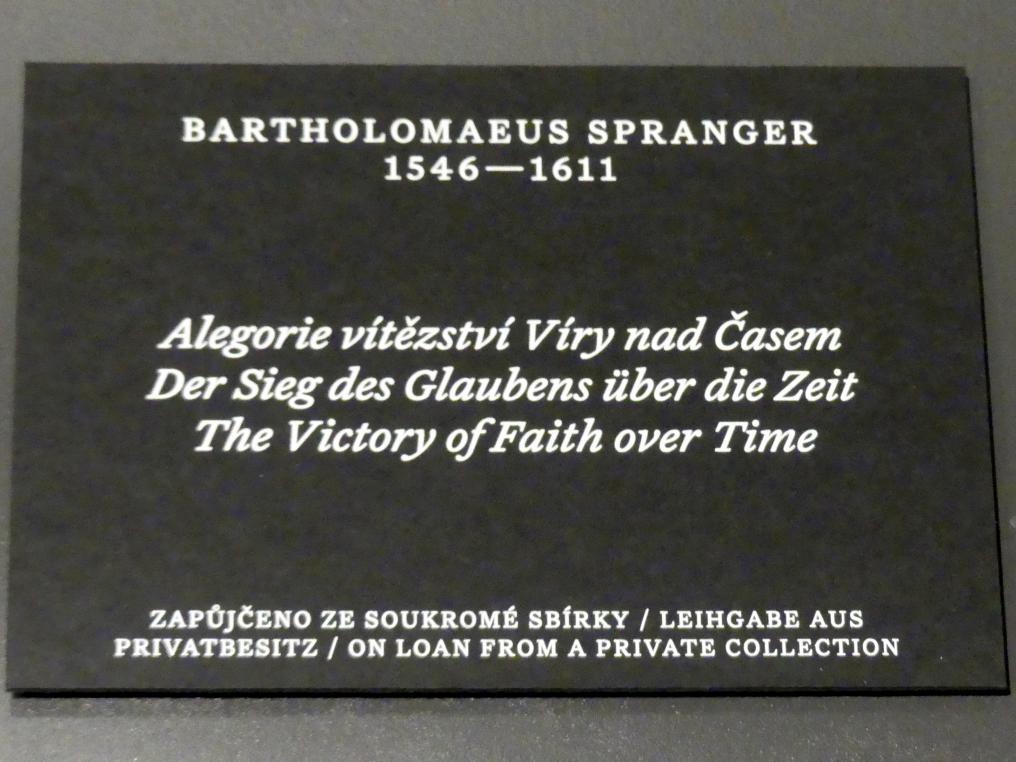 BARTHOLOMAEUS SPRANGER
1546—1611
Alegorie vítězství Víry nad Časem
Der Sieg des Glaubens über die Zeit
The Victory of Faith over Time
ZAPŮJČENO ZE SOUKROMÉ SBÍRKY / LEIHGABE AUS
PRIVATBESITZ / ON LOAN FROM A PRIVATE COLLECTION